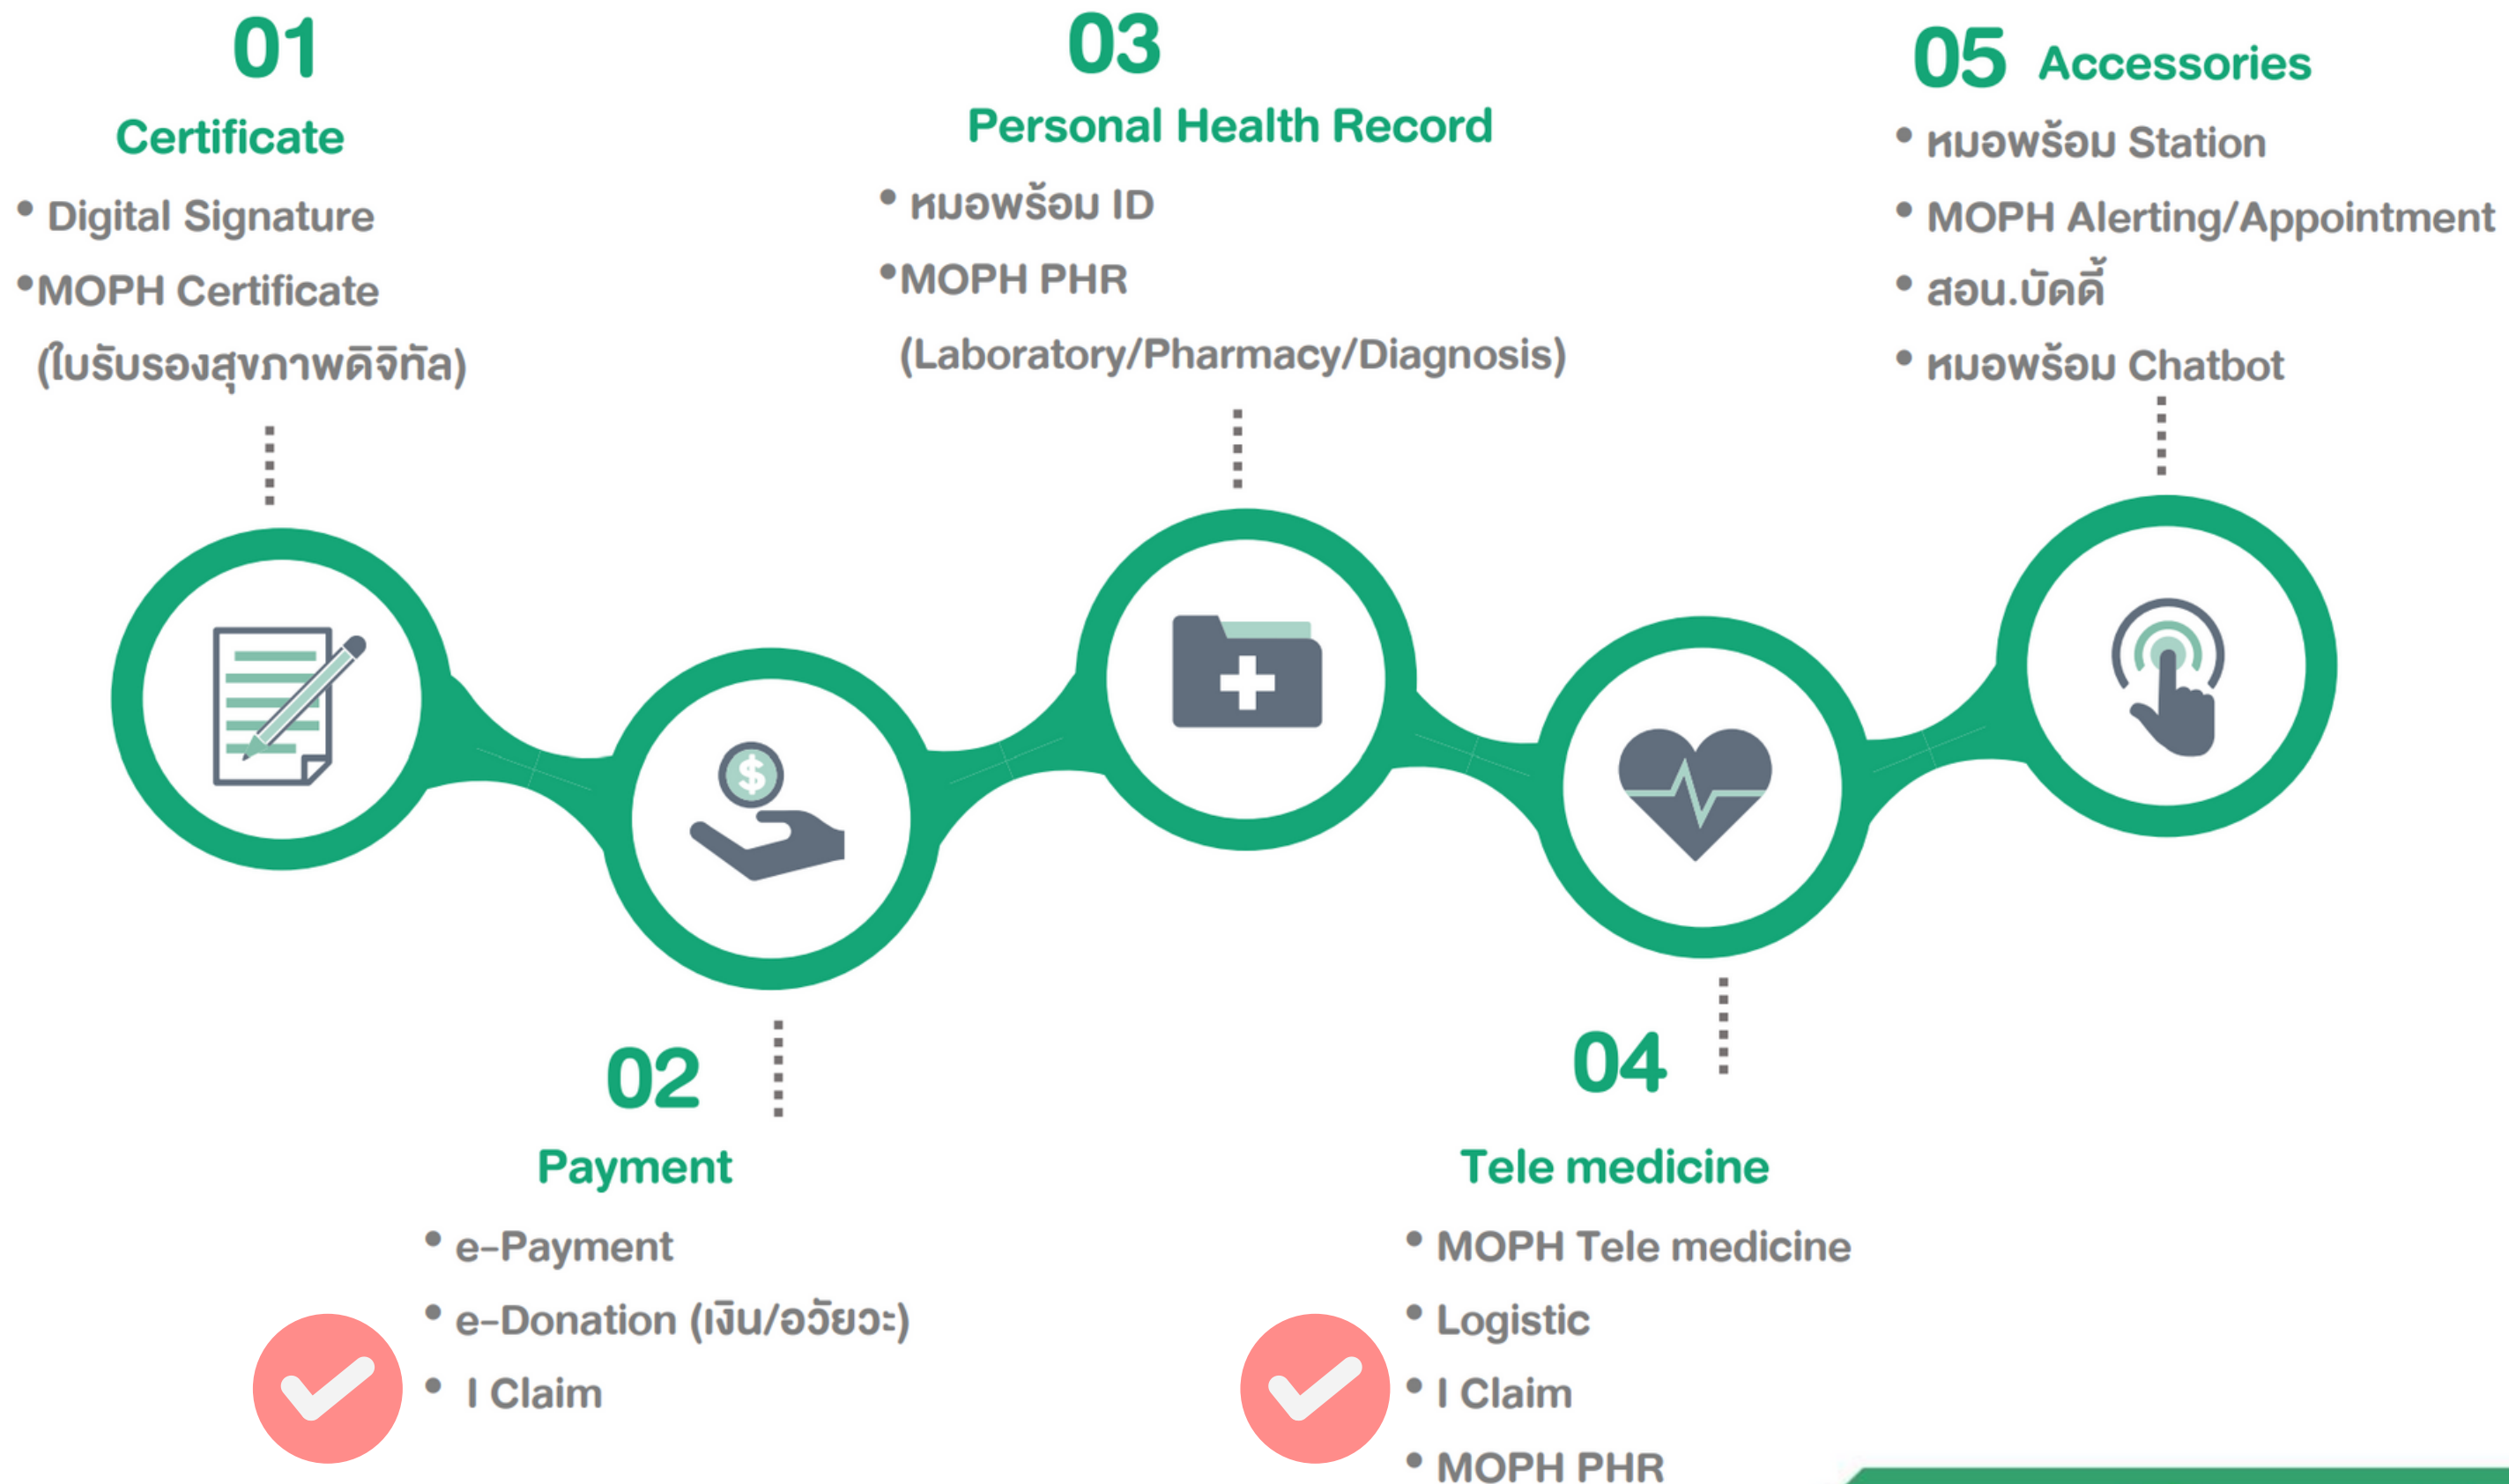 01
Certificate
• Digital Signature
•MOPH Certificate
(ใบรับรองสุขภาพดิจิทัล)
02
Payment
• e-Payment
• e-Donation (เงิน/อวัยวะ)
• I Claim
03
Personal Health Record
• หมอพร้อม ID
•MOPH PHR
(Laboratory/Pharmacy/Diagnosis)
04
Tele medicine
• MOPH Tele medicine
• Logistic
• I Claim
• MOPH PHR
05 Accessories
• หมอพร้อม Station
• MOPH Alerting/Appointment
• สอน.บัดดี้
• หมอพร้อม Chatbot
$